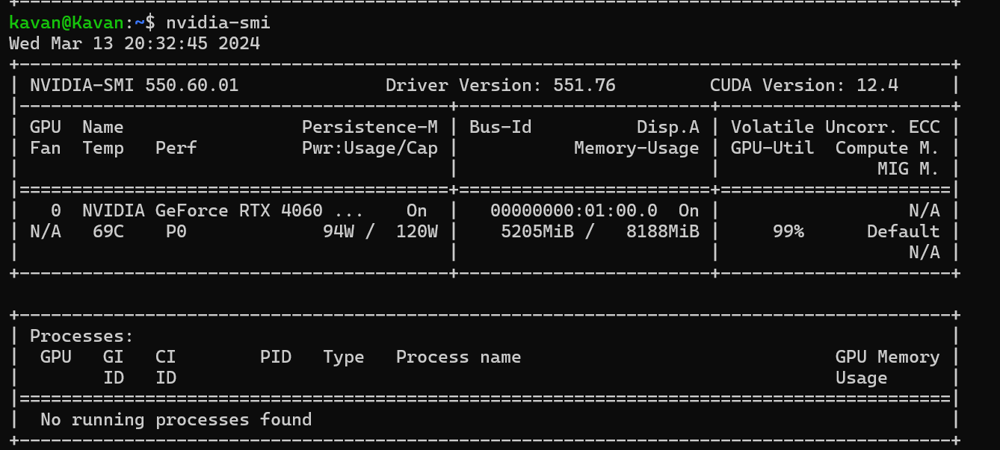 +-----------------------------------------------------------------------------------------+
kavan@Kavan:~$ nvidia-smi
Wed Mar 13 20:32:45 2024
+-----------------------------------------------------------------------------------------+
| NVIDIA-SMI 550.60.01              Driver Version: 551.76         CUDA Version: 12.4     |
|-----------------------------------------+------------------------+----------------------+
| GPU  Name                 Persistence-M | Bus-Id          Disp.A | Volatile Uncorr. ECC |
| Fan  Temp   Perf          Pwr:Usage/Cap |           Memory-Usage | GPU-Util  Compute M. |
|                                         |                        |               MIG M. |
|=========================================+========================+======================|
|   0  NVIDIA GeForce RTX 4060 ...    On  |   00000000:01:00.0  On |                  N/A |
| N/A   69C    P0             94W /  120W |    5205MiB /   8188MiB |     99%      Default |
|                                         |                        |                  N/A |
+-----------------------------------------+------------------------+----------------------+
+-----------------------------------------------------------------------------------------+
| Processes:                                                                              |
|  GPU   GI   CI        PID   Type   Process name                              GPU Memory |
|        ID   ID                                                               Usage      |
|=========================================================================================|
|  No running processes found                                                             |
+-----------------------------------------------------------------------------------------+